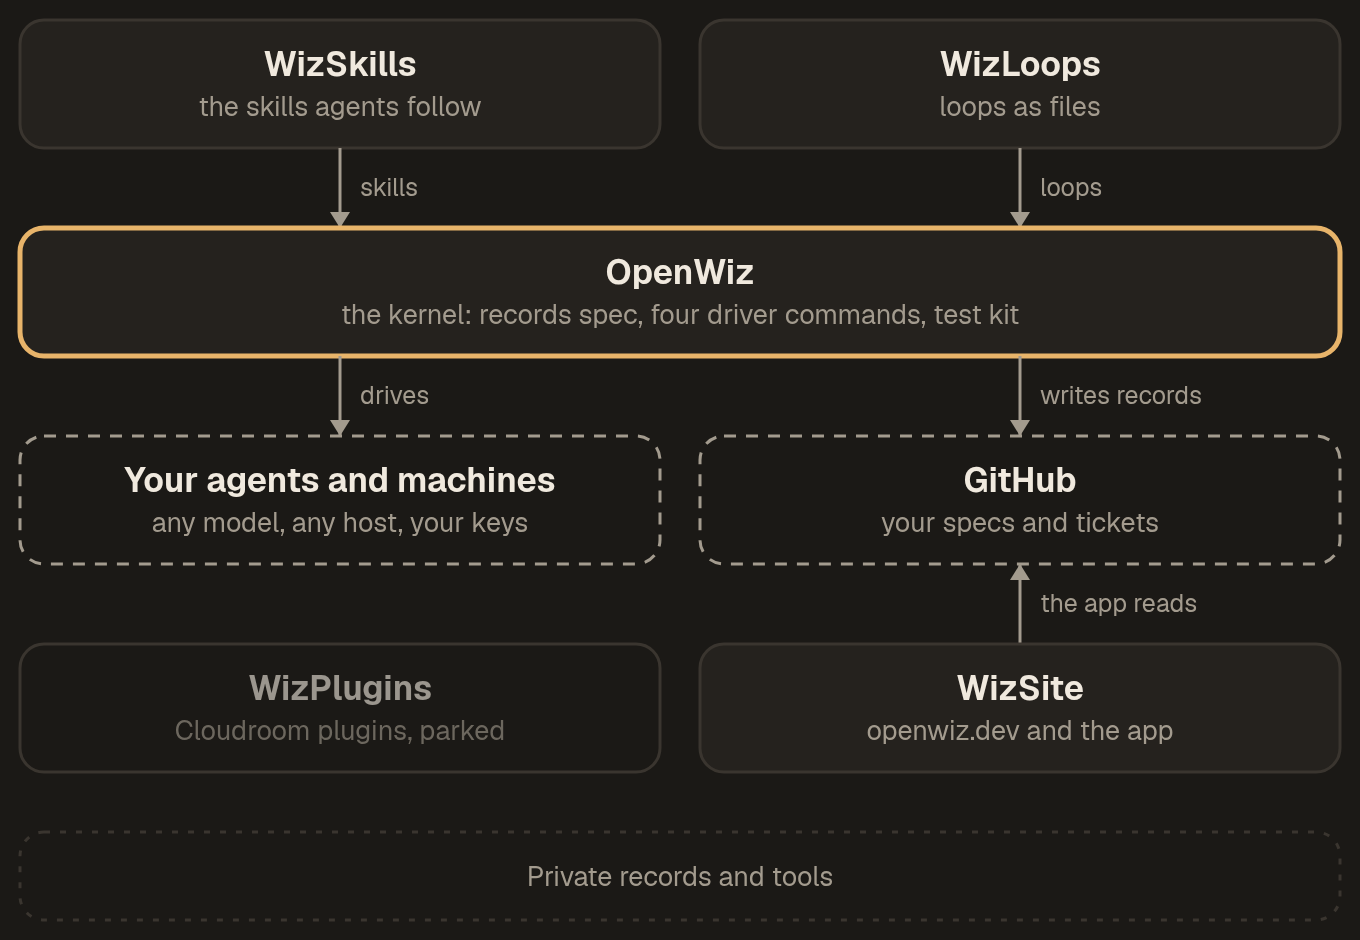 WizSkills
the skills agents follow
WizLoops
loops as files
skills
loops
OpenWiz
the kernel: records spec, four driver commands, test kit
drives
writes records
Your agents and machines
any model, any host, your keys
GitHub
your specs and tickets
the app reads
WizPlugins
Cloudroom plugins, parked
WizSite
openwiz.dev and the app
Private records and tools